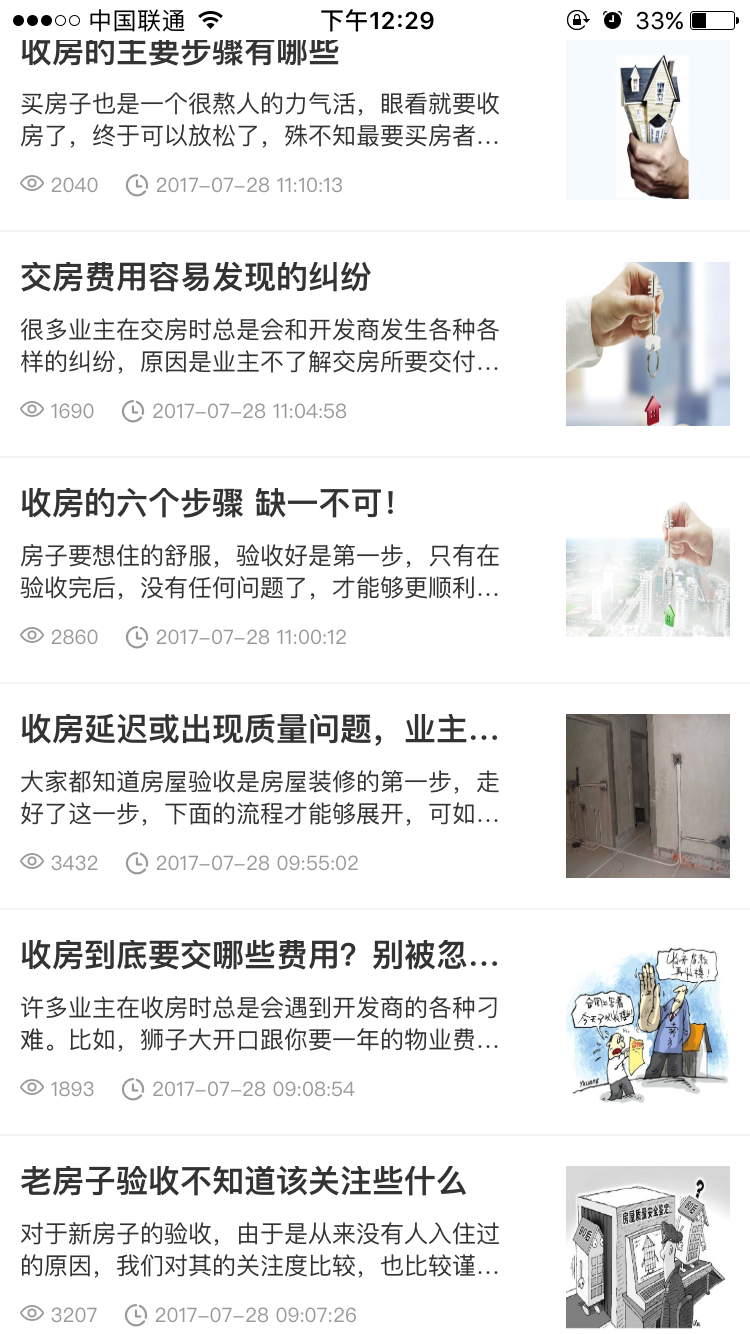 中国联通 下午12:29 33%
收房的主要步骤有哪些
买房子也是一个很熬人的力气活，眼看就要收
房了，终于可以放松了，殊不知最要买房者…
2040 2017-07-28 11:10:13
交房费用容易发现的纠纷
很多业主在交房时总是会和开发商发生各种各
样的纠纷，原因是业主不了解交房所要交付…
1690 2017-07-28 11:04:58
收房的六个步骤 缺一不可！
房子要想住的舒服，验收好是第一步，只有在
验收完后，没有任何问题了，才能够更顺利…
2860 2017-07-28 11:00:12
收房延迟或出现质量问题，业主…
大家都知道房屋验收是房屋装修的第一步，走
好了这一步，下面的流程才能够展开，可如…
3432 2017-07-28 09:55:02
收房到底要交哪些费用？别被忽…
许多业主在收房时总是会遇到开发商的各种刁
难。比如，狮子大开口跟你要一年的物业费…
1893 2017-07-28 09:08:54
老房子验收不知道该关注些什么
对于新房子的验收，由于是从来没有人入住过
的原因，我们对其的关注度比较，也比较谨…
3207 2017-07-28 09:07:26
房屋质量安全鉴定